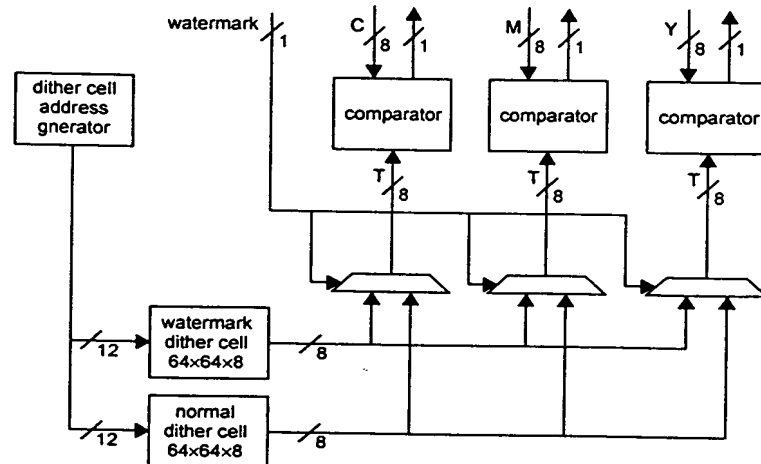 watermark 1 C 8 1 M 8 1 Y 8 1
dither cell
address
gnerator
comparator comparator comparator
T 8 T 8 T 8
12 watermark
dither cell
64×64×8 8
12 normal
dither cell
64×64×8 8